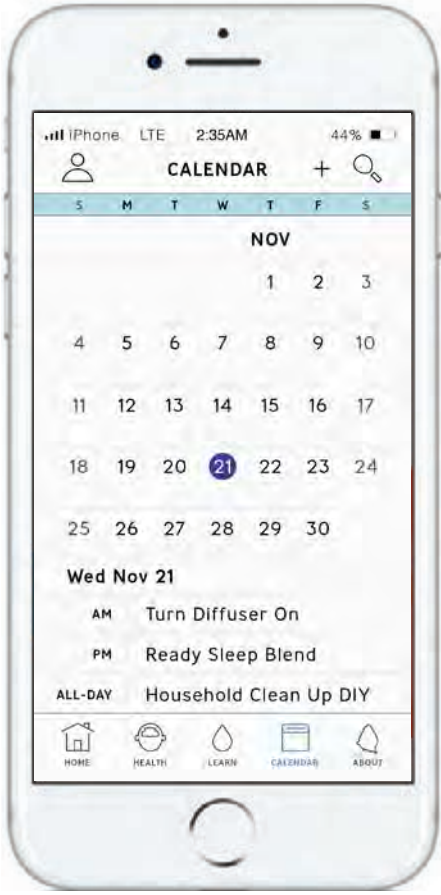 iPhone LTE 2:35AM 44%
CALENDAR +
S M T W T F S
NOV
1 2 3
4 5 6 7 8 9 10
11 12 13 14 15 16 17
18 19 20 21 22 23 24
25 26 27 28 29 30
Wed Nov 21
AM Turn Diffuser On
PM Ready Sleep Blend
ALL-DAY Household Clean Up DIY
HOME HEALTH LEARN CALENDAR ABOUT